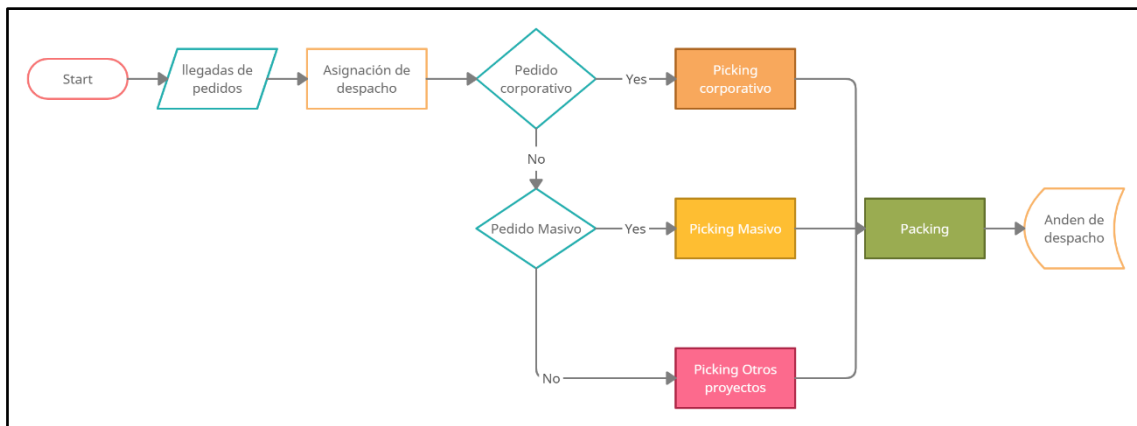 Start
llegadas de
pedidos
Asignación de
despacho
Pedido
corporativo
Yes
Picking
corporativo
No
Pedido Masivo
Yes
Picking Masivo
Packing
Anden de
despacho
No
Picking Otros
proyectos